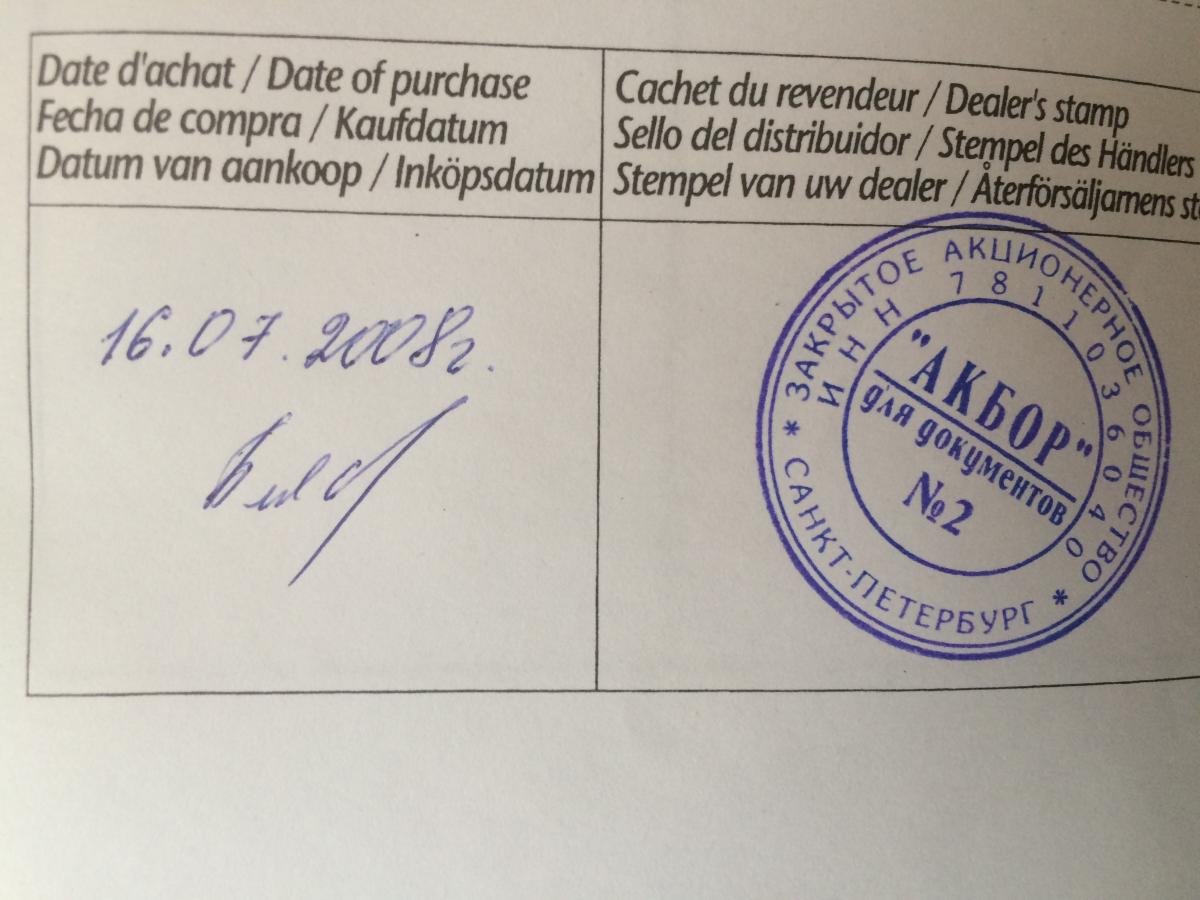 Date d'achat / Date of purchase
Fecha de compra / Kaufdatum
Datum van aankoop / Inköpsdatum
Cachet du revendeur / Dealer's stamp
Sello del distribuidor / Stempel des Händlers
Stempel van uw dealer / Återförsäljarnens
16.07.2008г.
* ЗАКРЫТОЕ АКЦИОНЕРНОЕ ОБЩЕСТВО *
ИНН 7811036040
"АКБОР"
для документов
№2
САНКТ-ПЕТЕРБУРГ